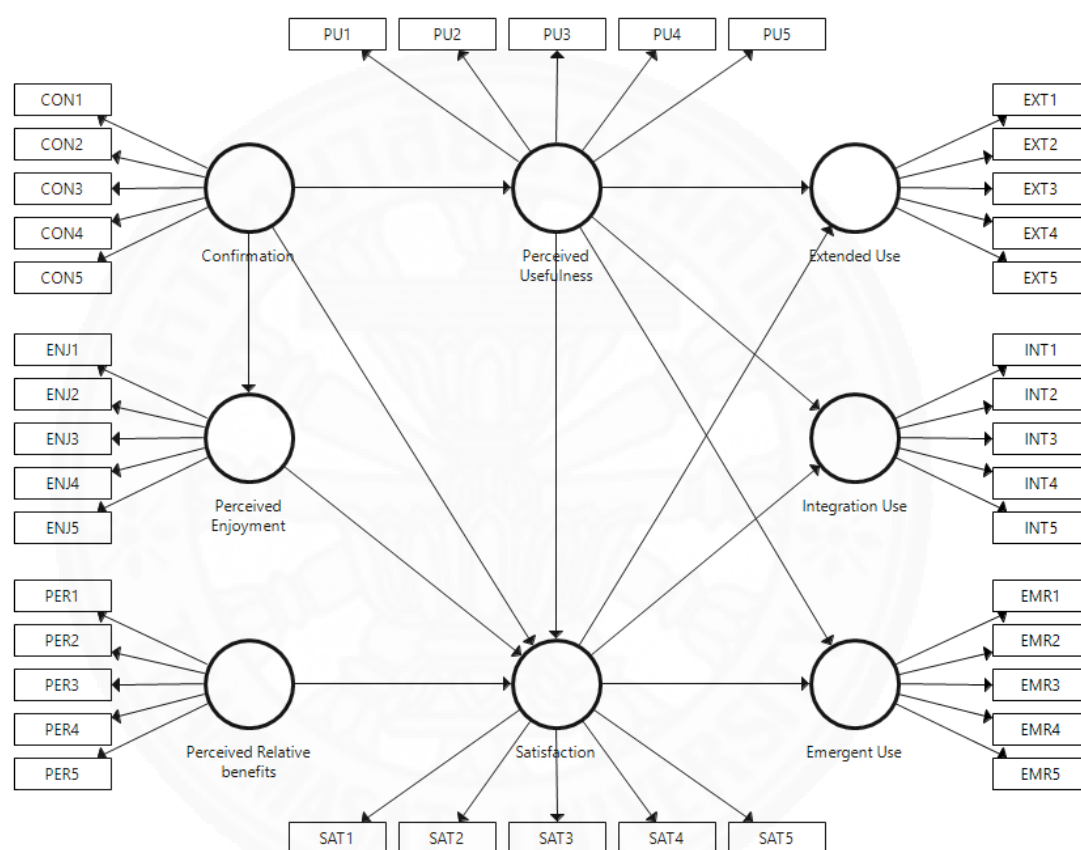 PU1
PU2
PU3
PU4
PU5
CON1
CON2
CON3
CON4
CON5
Confirmation
Perceived
Usefulness
Extended Use
EXT1
EXT2
EXT3
EXT4
EXT5
ENJ1
ENJ2
ENJ3
ENJ4
ENJ5
Perceived
Enjoyment
Integration Use
INT1
INT2
INT3
INT4
INT5
PER1
PER2
PER3
PER4
PER5
Perceived Relative
benefits
Satisfaction
Emergent Use
EMR1
EMR2
EMR3
EMR4
EMR5
SAT1
SAT2
SAT3
SAT4
SAT5